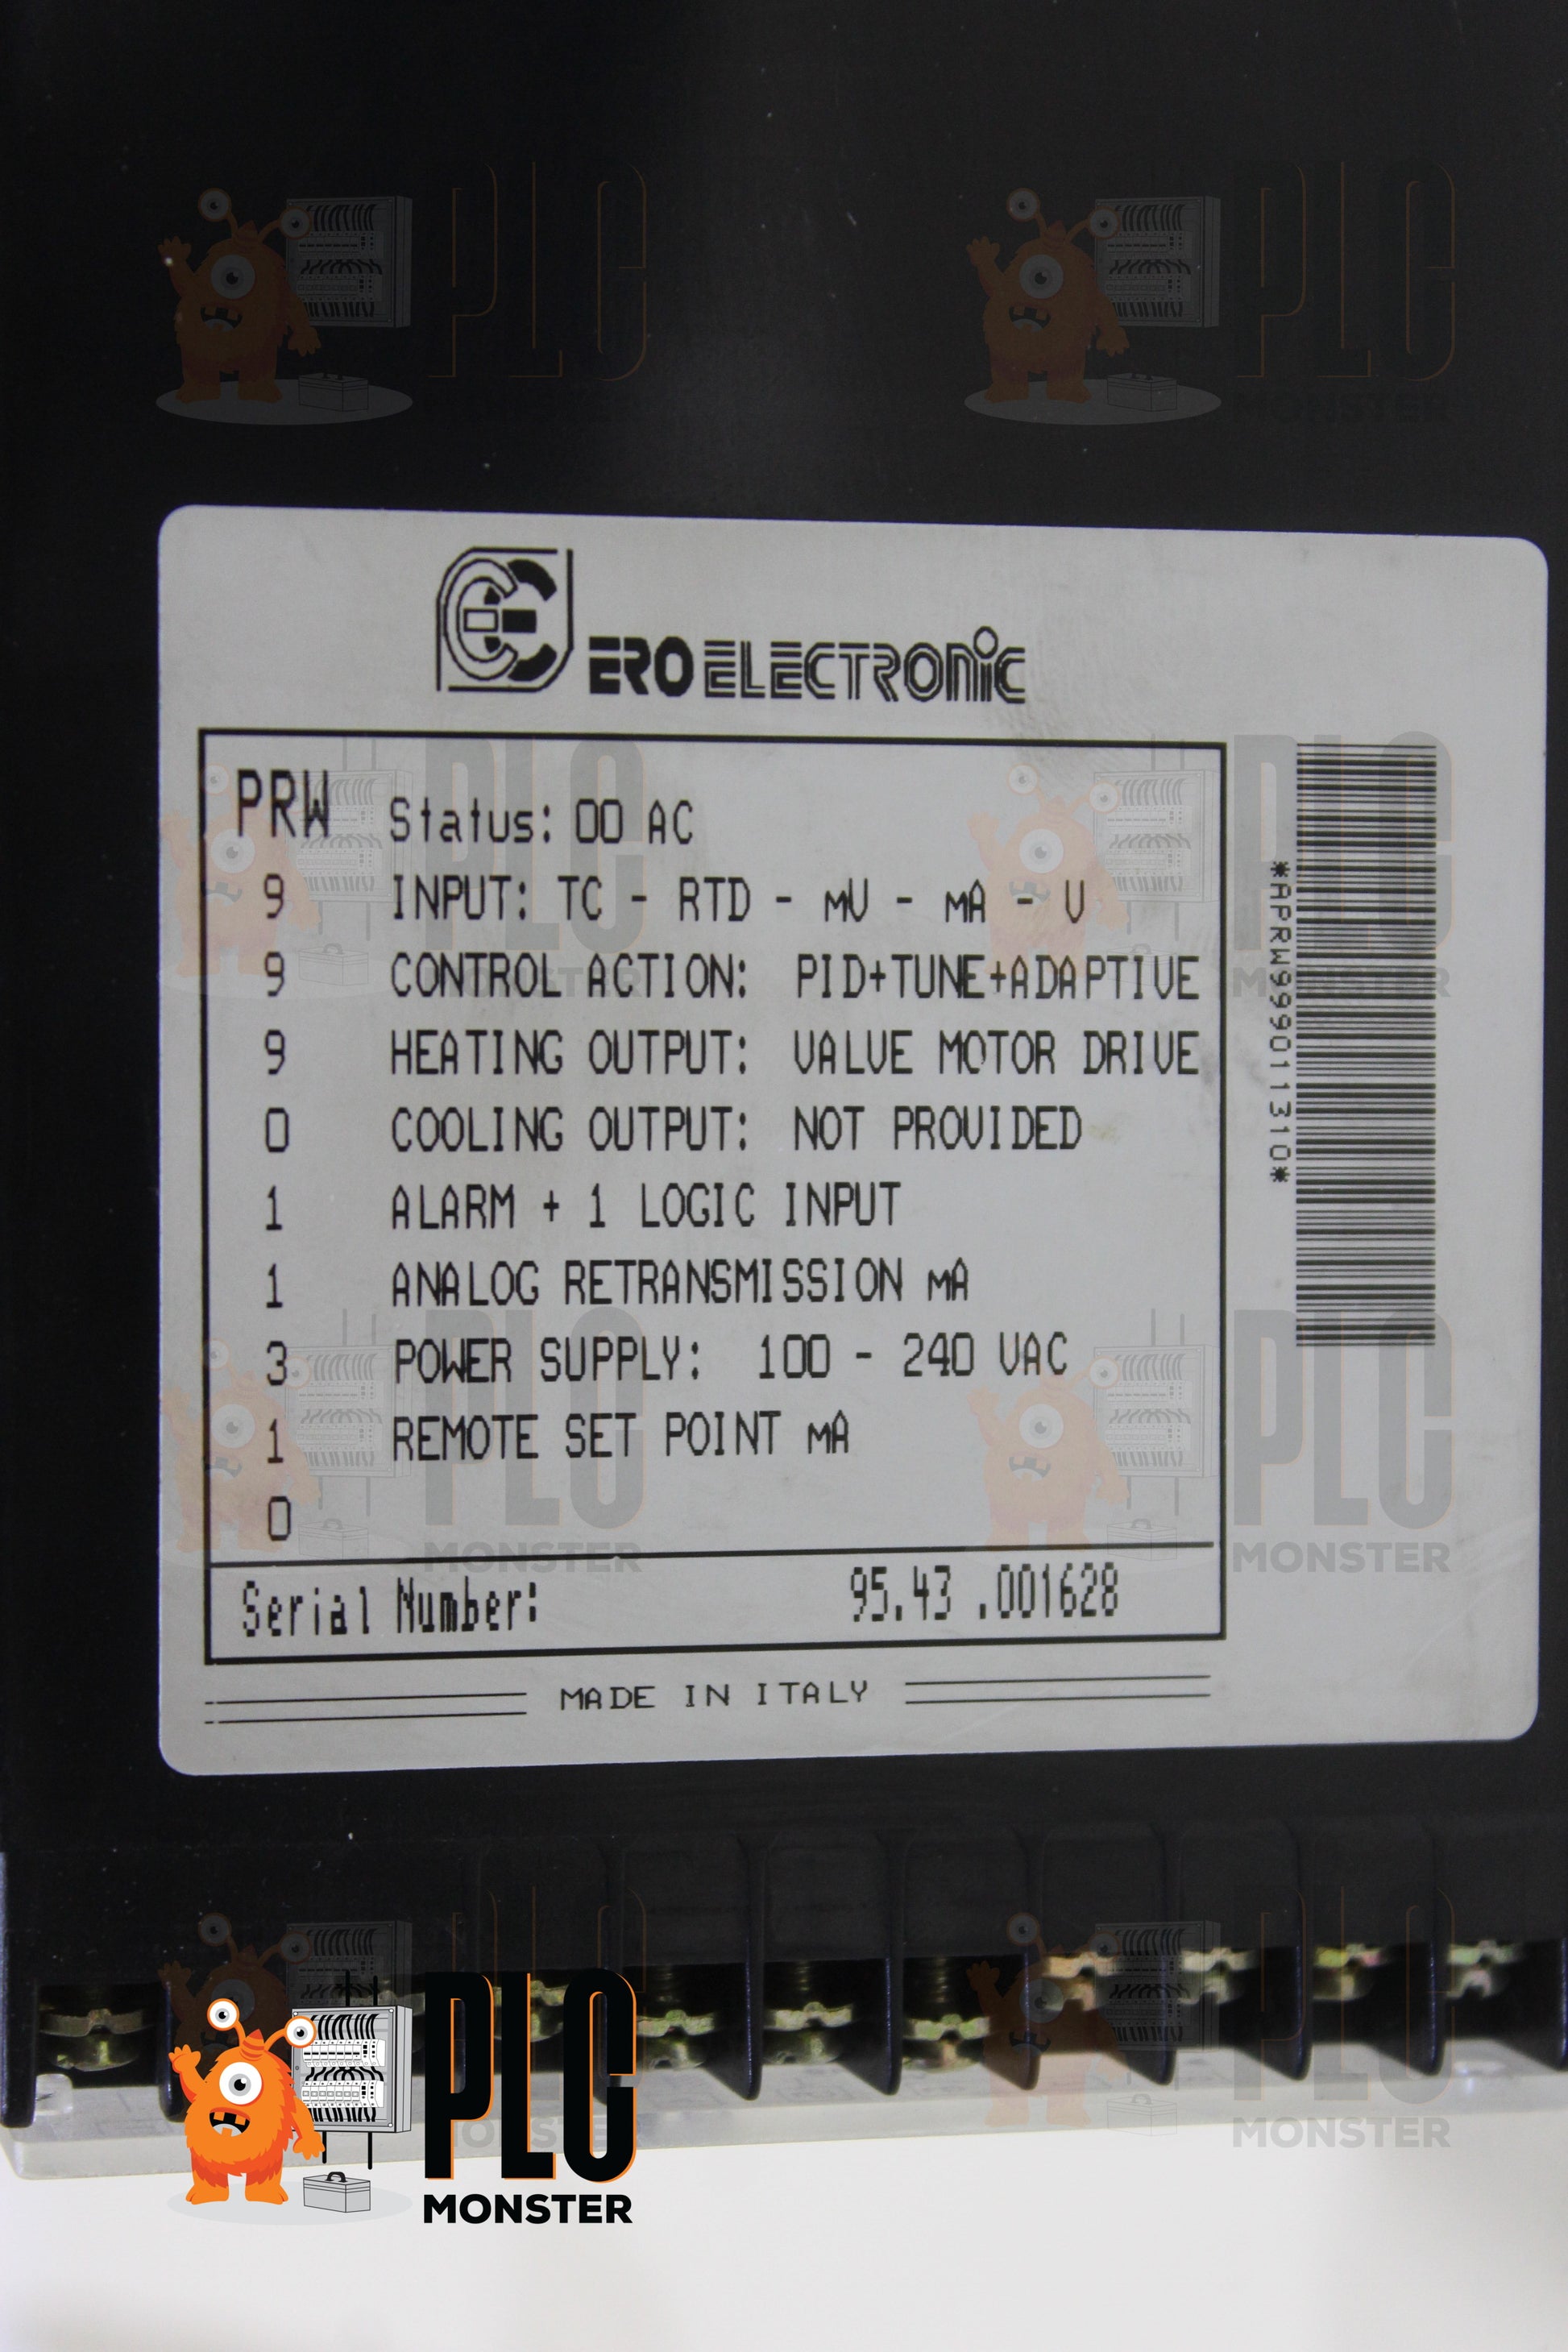 ERO ELECTRONIC
PRW Status: 00 AC
9 INPUT: TC - RTD - mV - mA - V
9 CONTROL ACTION: PID+TUNE+ADAPTIVE
9 HEATING OUTPUT: VALVE MOTOR DRIVE
0 COOLING OUTPUT: NOT PROVIDED
1 ALARM + 1 LOGIC INPUT
1 ANALOG RETRANSMISSION mA
3 POWER SUPPLY: 100 - 240 VAC
1 REMOTE SET POINT mA
0
Serial Number: 95.43 .001628
MADE IN ITALY
*APRW999011310*
PLC
MONSTER